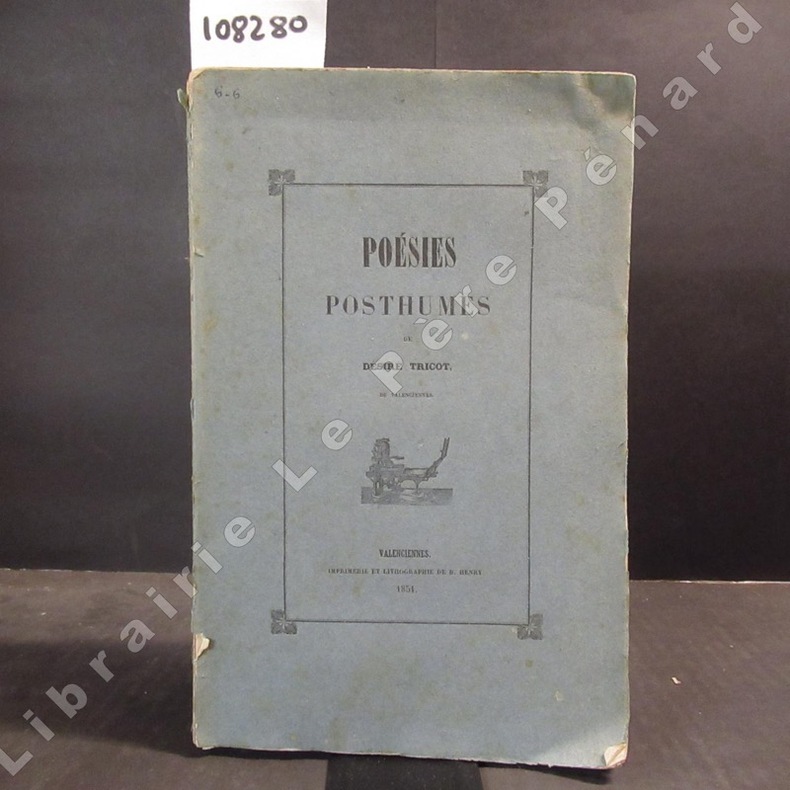 108280
6-6
POÉSIES
POSTHUMES
DE
DÉSIRÉ TRICOT,
DE VALENCIENNES.
VALENCIENNES.
IMPRIMERIE ET LITHOGRAPHIE DE B. HENRY
1851.
Librairie Le Père Pénard